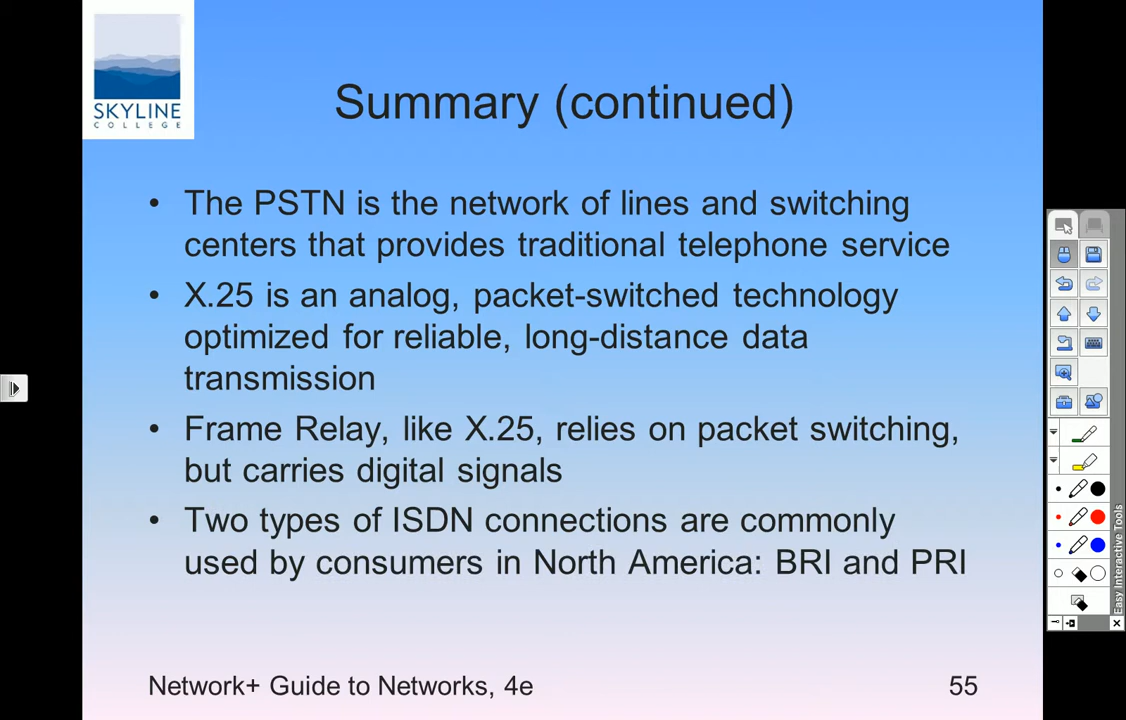 SKYLINE
COLLEGE
Summary (continued)
• The PSTN is the network of lines and switching
centers that provides traditional telephone service
• X.25 is an analog, packet-switched technology
optimized for reliable, long-distance data
transmission
• Frame Relay, like X.25, relies on packet switching,
but carries digital signals
• Two types of ISDN connections are commonly
used by consumers in North America: BRI and PRI
Network+ Guide to Networks, 4e
55
Easy Interactive Tools